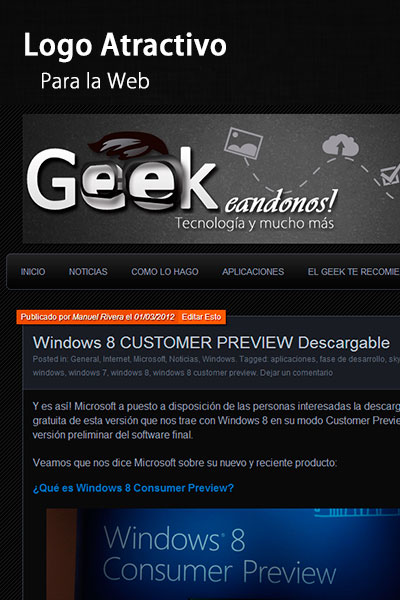 Logo Atractivo
Para la Web
Geekeandonos!
Tecnología y mucho más
INICIO NOTICIAS COMO LO HAGO APLICACIONES EL GEEK TE RECOMIE
Publicado por Manuel Rivera el 01/03/2012 Editar Esto
Windows 8 CUSTOMER PREVIEW Descargable
Posted in: General, Internet, Microsoft, Noticias, Windows. Tagged: aplicaciones, fase de desarrollo, sky
windows, windows 7, windows 8, windows 8 customer preview. Dejar un comentario
Y es así! Microsoft a puesto a disposición de las personas interesadas la descarg
gratuita de esta versión que nos trae con Windows 8 en su modo Customer Previe
versión preliminar del software final.
Veamos que nos dice Microsoft sobre su nuevo y reciente producto:
¿Qué es Windows 8 Consumer Preview?
Windows® 8
Consumer Preview